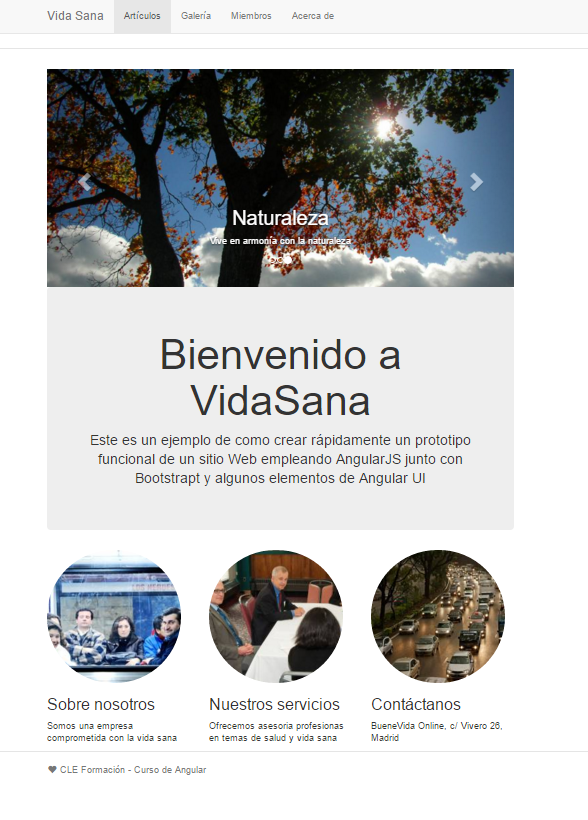 Vida Sana Artículos Galería Miembros Acerca de
Naturaleza
Vive en armonía con la naturaleza
Bienvenido a
VidaSana
Este es un ejemplo de como crear rápidamente un prototipo
funcional de un sitio Web empleando AngularJS junto con
Bootstrapt y algunos elementos de Angular UI
Sobre nosotros
Somos una empresa
comprometida con la vida sana
Nuestros servicios
Ofrecemos asesoria profesionas
en temas de salud y vida sana
Contáctanos
BueneVida Online, c/ Vivero 26,
Madrid
CLE Formación - Curso de Angular